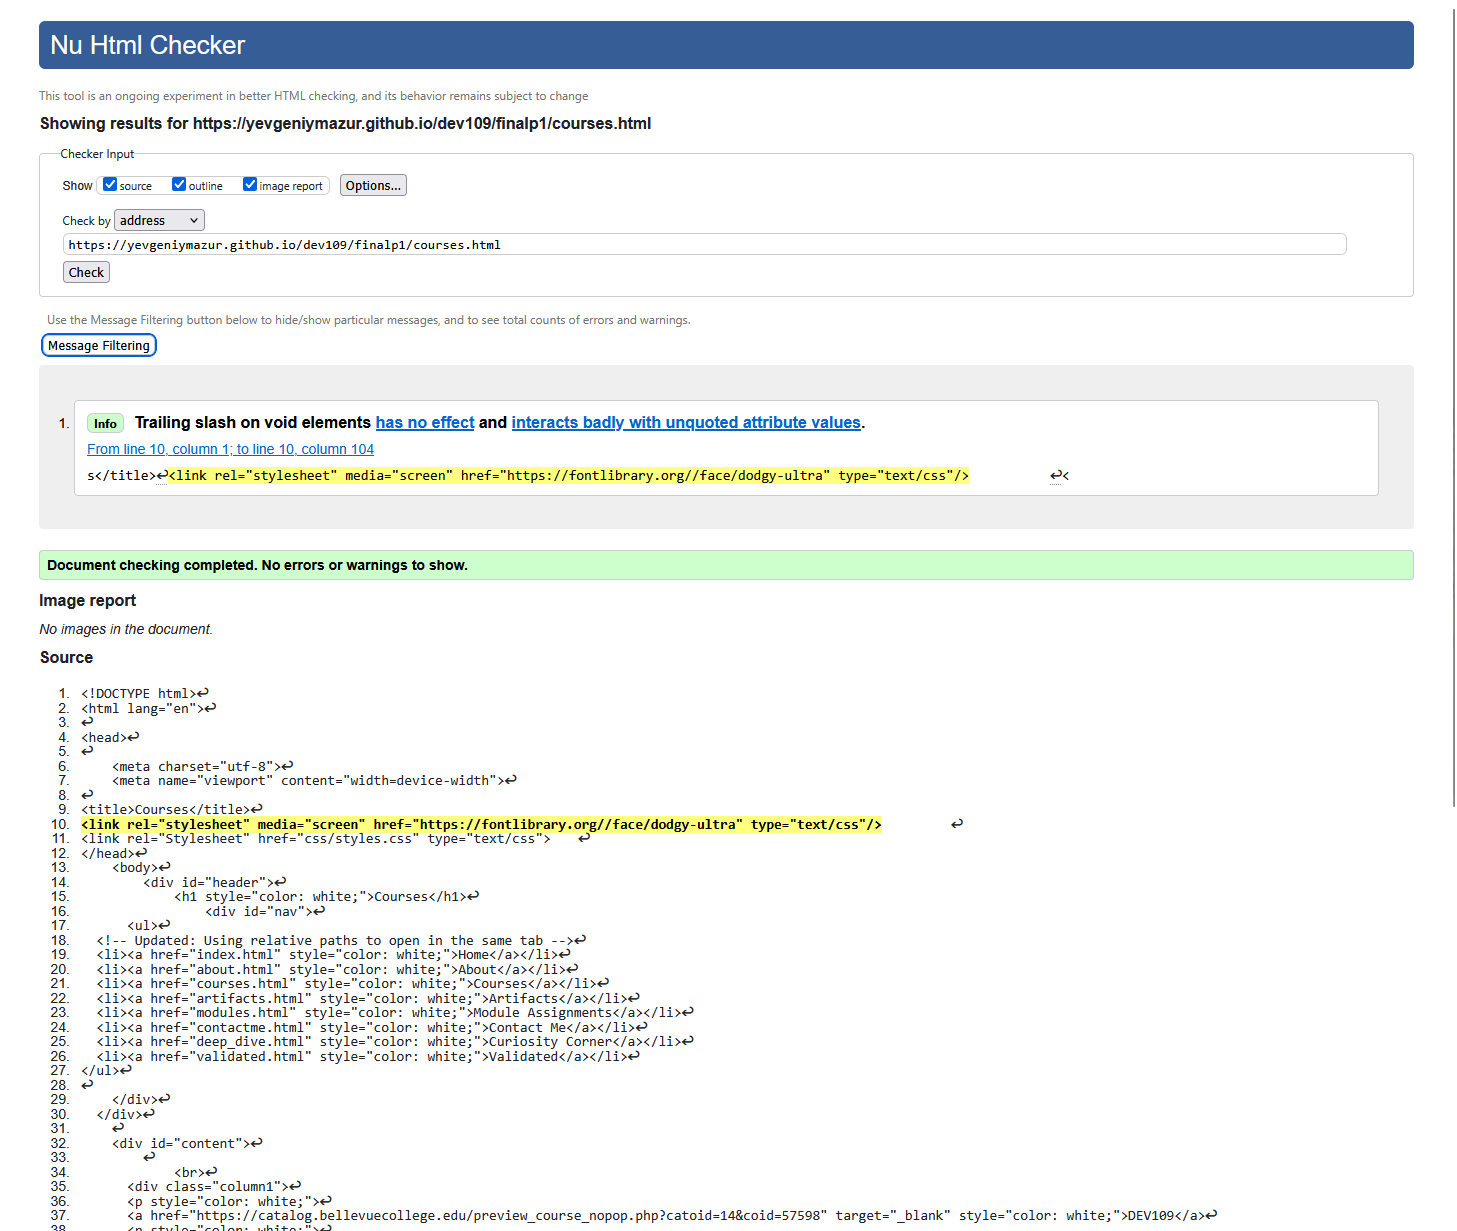 Nu Html Checker
This tool is an ongoing experiment in better HTML checking, and its behavior remains subject to change
Showing results for https://yevgeniymazur.github.io/dev109/finalp1/courses.html
Checker Input
Show source outline image report Options...
Check by address
https://yevgeniymazur.github.io/dev109/finalp1/courses.html
Check
Use the Message Filtering button below to hide/show particular messages, and to see total counts of errors and warnings.
Message Filtering
1. Info Trailing slash on void elements has no effect and interacts badly with unquoted attribute values.
From line 10, column 1; to line 10, column 104
s</title>↩<link rel="stylesheet" media="screen" href="https://fontlibrary.org//face/dodgy-ultra" type="text/css"/> ↩<
Document checking completed. No errors or warnings to show.
Image report
No images in the document.
Source
1. <!DOCTYPE html>↩
2. <html lang="en">↩
3. ↩
4. <head>↩
5. ↩
6. <meta charset="utf-8">↩
7. <meta name="viewport" content="width=device-width">↩
8. ↩
9. <title>Courses</title>↩
10. <link rel="stylesheet" media="screen" href="https://fontlibrary.org//face/dodgy-ultra" type="text/css"/> ↩
11. <link rel="Stylesheet" href="css/styles.css" type="text/css"> ↩
12. </head>↩
13. <body>↩
14. <div id="header">↩
15. <h1 style="color: white;">Courses</h1>↩
16. <div id="nav">↩
17. <ul>↩
18. <!-- Updated: Using relative paths to open in the same tab -->↩
19. <li><a href="index.html" style="color: white;">Home</a></li>↩
20. <li><a href="about.html" style="color: white;">About</a></li>↩
21. <li><a href="courses.html" style="color: white;">Courses</a></li>↩
22. <li><a href="artifacts.html" style="color: white;">Artifacts</a></li>↩
23. <li><a href="modules.html" style="color: white;">Module Assignments</a></li>↩
24. <li><a href="contactme.html" style="color: white;">Contact Me</a></li>↩
25. <li><a href="deep_dive.html" style="color: white;">Curiosity Corner</a></li>↩
26. <li><a href="validated.html" style="color: white;">Validated</a></li>↩
27. </ul>↩
28. ↩
29. </div>↩
30. </div>↩
31. ↩
32. <div id="content">↩
33. ↩
34. <br>↩
35. <div class="column1">↩
36. <p style="color: white;">↩
37. <a href="https://catalog.bellevuecollege.edu/preview_course_nopop.php?catoid=14&coid=57598" target="_blank" style="color: white;">DEV109</a>↩
38. <p style="color: white;">↩